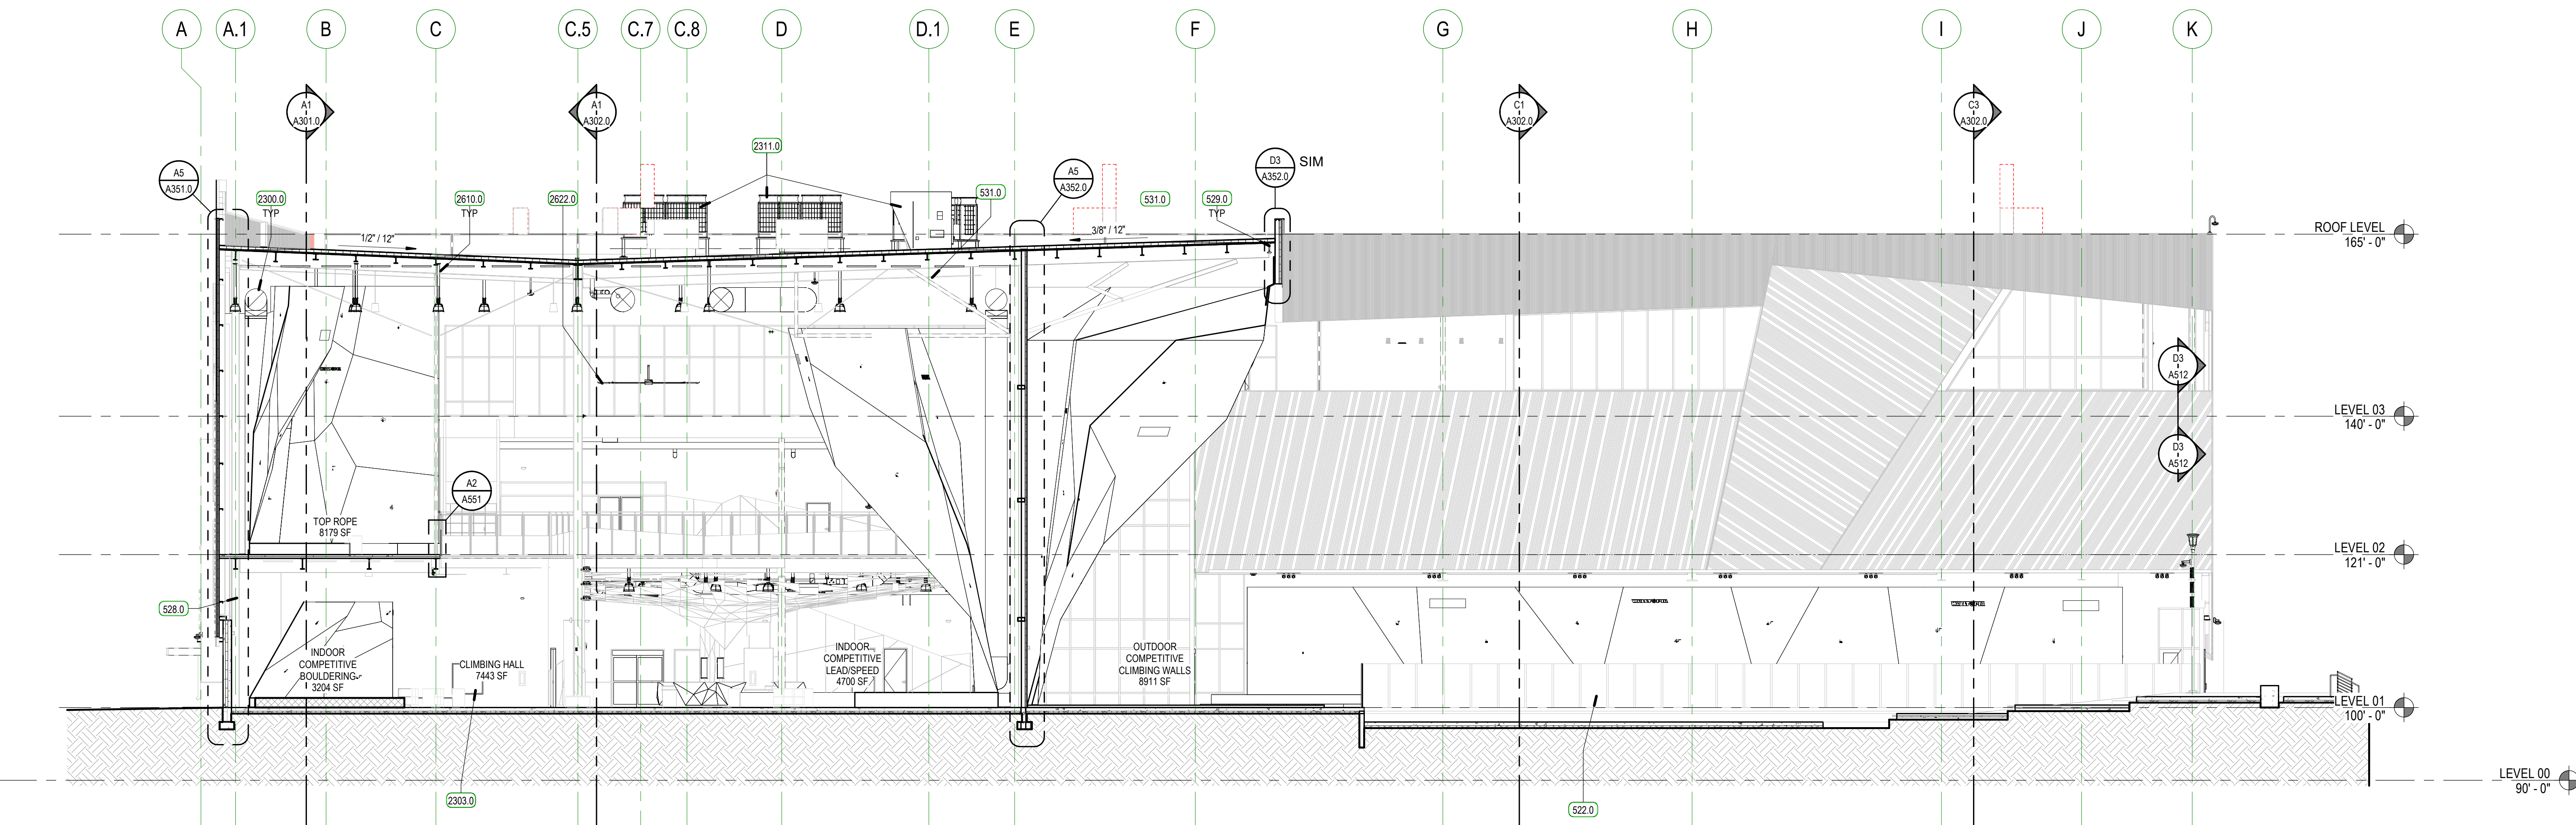 A A.1 B C C.5 C.7 C.8 D D.1 E F G H I J K
A1
A301.0
A1
A302.0
C1
A302.0
C3
A302.0
2311.0
A5
A351.0
2300.0
TYP
2610.0
TYP
2622.0
531.0
A5
A352.0
531.0
529.0
TYP
D3
A352.0
SIM
1/2" / 12"
3/8" / 12"
ROOF LEVEL
165' - 0"
D3
A512
LEVEL 03
140' - 0"
D3
A512
A2
A551
TOP ROPE
8179 SF
LEVEL 02
121' - 0"
528.0
INDOOR
COMPETITIVE
BOULDERING
3204 SF
CLIMBING HALL
7443 SF
INDOOR
COMPETITIVE
LEAD/SPEED
4700 SF
OUTDOOR
COMPETITIVE
CLIMBING WALLS
8911 SF
LEVEL 01
100' - 0"
2303.0
522.0
LEVEL 00
90' - 0"